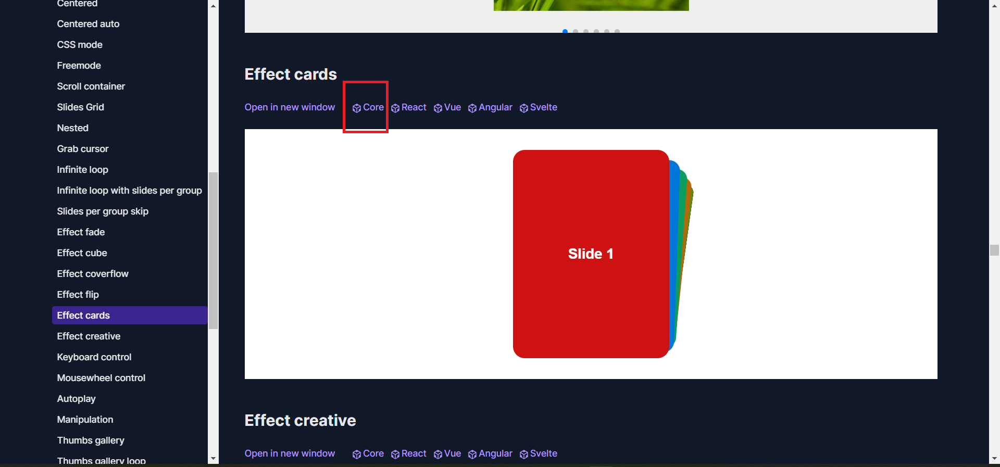 Centered
Centered auto
CSS mode
Freemode
Scroll container
Slides Grid
Nested
Grab cursor
Infinite loop
Infinite loop with slides per group
Slides per group skip
Effect fade
Effect cube
Effect coverflow
Effect flip
Effect cards
Effect creative
Keyboard control
Mousewheel control
Autoplay
Manipulation
Thumbs gallery
Thumbs gallery loop
Effect cards
Open in new window Core React Vue Angular Svelte
Slide 1
Effect creative
Open in new window Core React Vue Angular Svelte